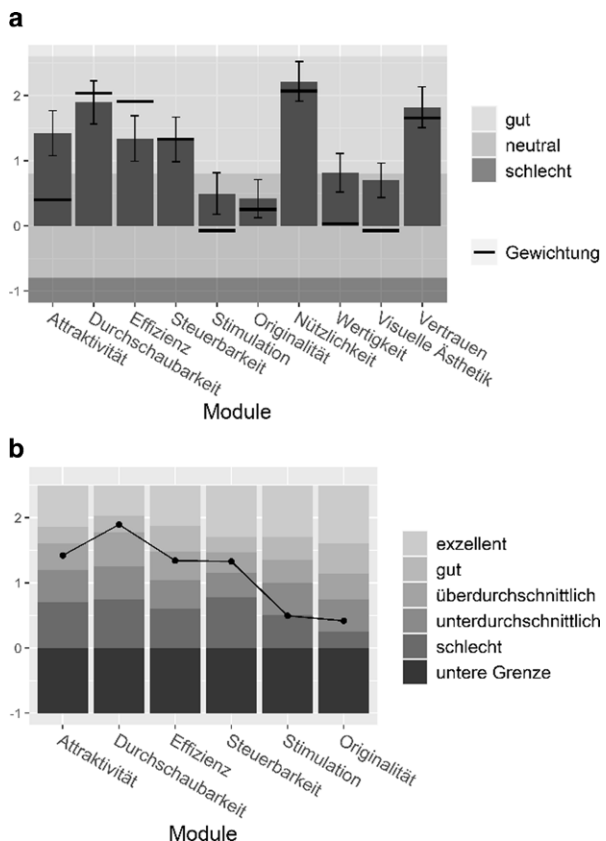 a
2
1
0
-1
gut
neutral
schlecht
Gewichtung
Attraktivität
Durchschaubarkeit
Effizienz
Steuerbarkeit
Stimulation
Originalität
Nützlichkeit
Wertigkeit
Visuelle Ästhetik
Vertrauen
Module
b
2
1
0
-1
exzellent
gut
überdurchschnittlich
unterdurchschnittlich
schlecht
untere Grenze
Attraktivität
Durchschaubarkeit
Effizienz
Steuerbarkeit
Stimulation
Originalität
Module